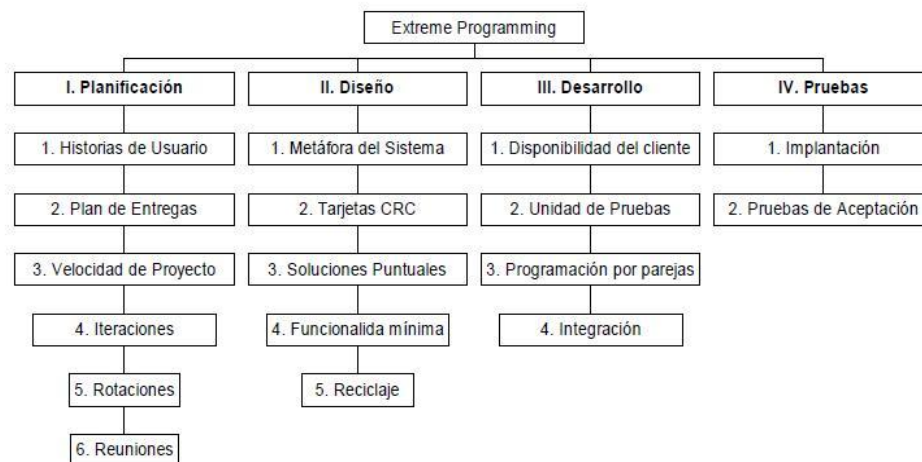 Extreme Programming
I. Planificación
1. Historias de Usuario
2. Plan de Entregas
3. Velocidad de Proyecto
4. Iteraciones
5. Rotaciones
6. Reuniones
II. Diseño
1. Metáfora del Sistema
2. Tarjetas CRC
3. Soluciones Puntuales
4. Funcionalida mínima
5. Reciclaje
III. Desarrollo
1. Disponibilidad del cliente
2. Unidad de Pruebas
3. Programación por parejas
4. Integración
IV. Pruebas
1. Implantación
2. Pruebas de Aceptación